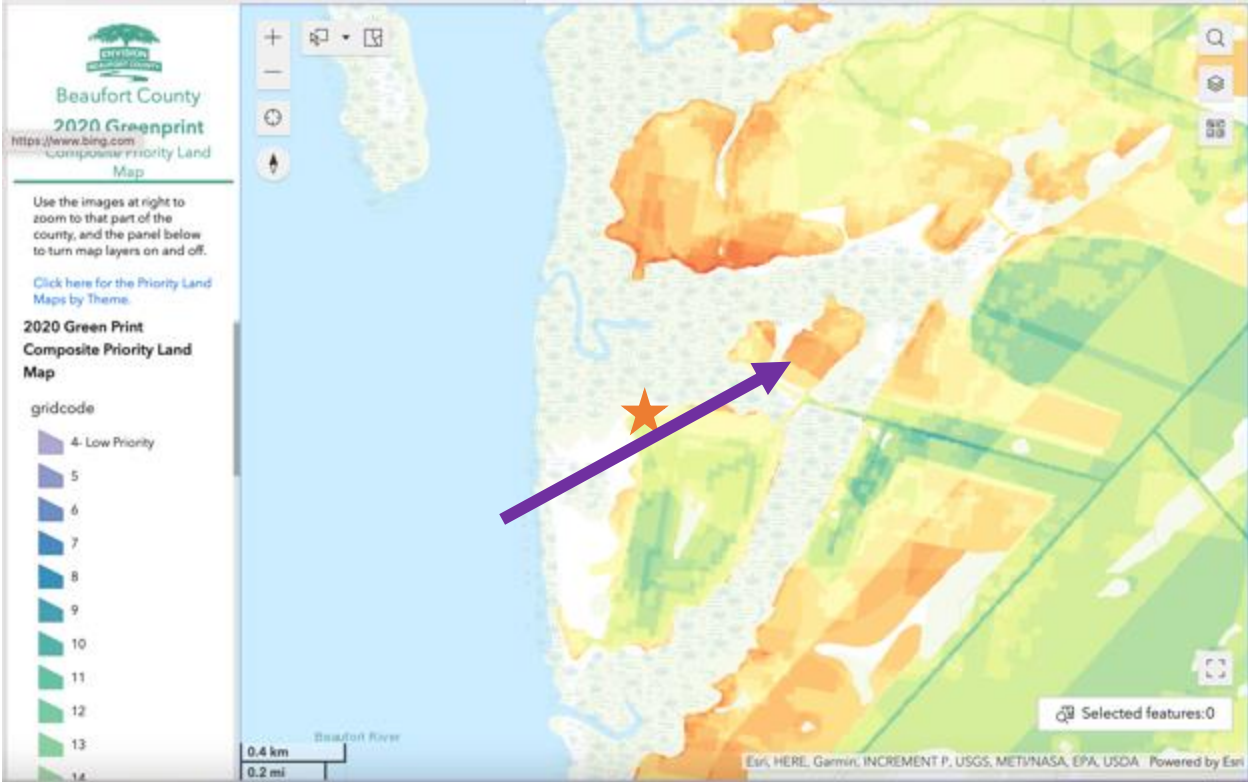 ENVISION
BEAUFORT COUNTY
Beaufort County
2020 Greenprint
https://www.bing.com
Composite Priority Land
Map
Use the images at right to
zoom to that part of the
county, and the panel below
to turn map layers on and off.
Click here for the Priority Land
Maps by Theme.
2020 Green Print
Composite Priority Land
Map
gridcode
4- Low Priority
5
6
7
8
9
10
11
12
13
14
Beaufort River
0.4 km
0.2 mi
Selected features:0
Esri, HERE, Garmin, INCREMENT P, USGS, METI/NASA, EPA, USDA Powered by Esri